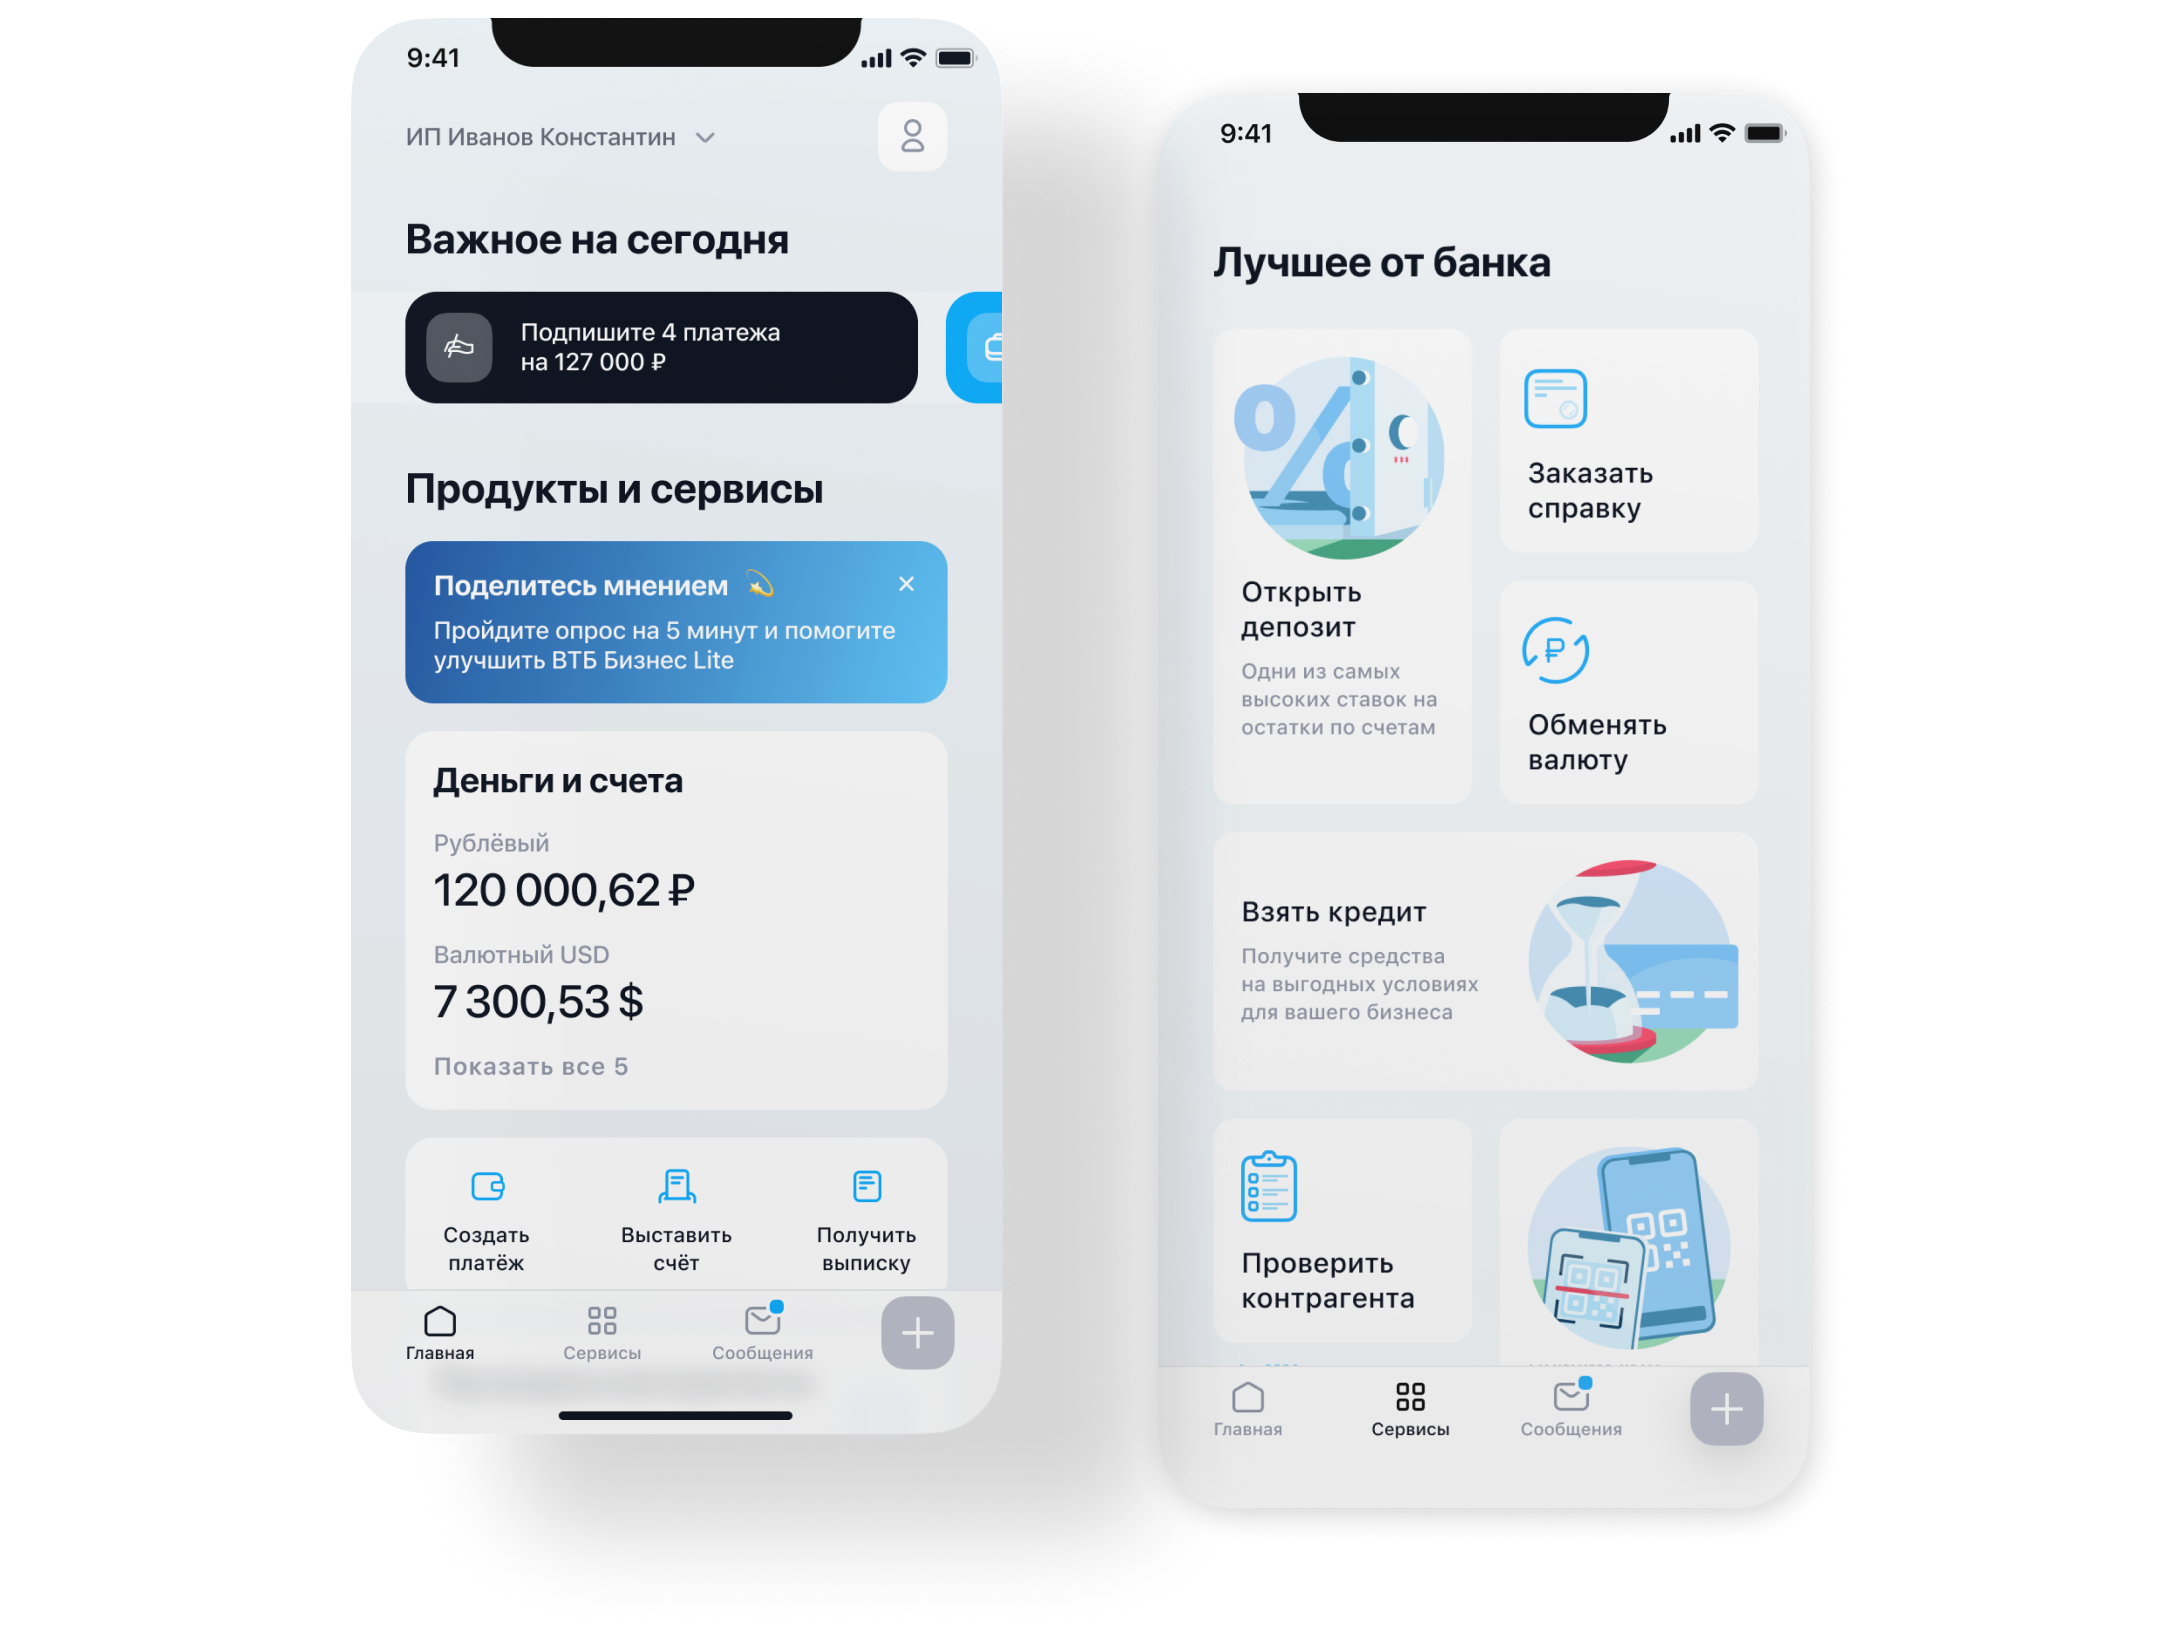 9:41
ИП Иванов Константин
Важное на сегодня
Подпишите 4 платежа
на 127 000 ₽
Продукты и сервисы
Поделитесь мнением 💫
Пройдите опрос на 5 минут и помогите
улучшить ВТБ Бизнес Lite
Деньги и счета
Рублёвый
120 000,62 ₽
Валютный USD
7 300,53 $
Показать все 5
Создать
платёж
Выставить
счёт
Получить
выписку
Главная
Сервисы
Сообщения
9:41
Лучшее от банка
Открыть
депозит
Одни из самых
высоких ставок на
остатки по счетам
Заказать
справку
Обменять
валюту
Взять кредит
Получите средства
на выгодных условиях
для вашего бизнеса
Проверить
контрагента
Главная
Сервисы
Сообщения